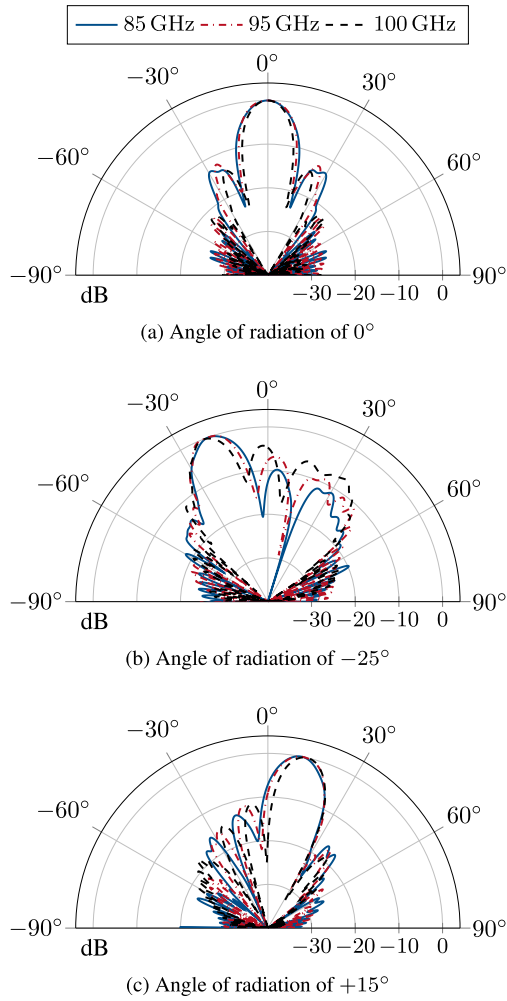 85 GHz 95 GHz 100 GHz
0°
−30° 30°
−60° 60°
−90° 90°
dB −30 −20 −10 0
(a) Angle of radiation of 0°
0°
−30° 30°
−60° 60°
−90° 90°
dB −30 −20 −10 0
(b) Angle of radiation of −25°
0°
−30° 30°
−60° 60°
−90° 90°
dB −30 −20 −10 0
(c) Angle of radiation of +15°